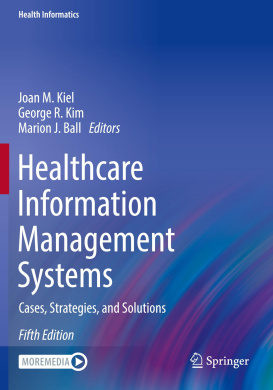 Health Informatics
Joan M. Kiel
George R. Kim
Marion J. Ball Editors
Healthcare
Information
Management
Systems
Cases, Strategies, and Solutions
Fifth Edition
MOREMEDIA
Springer